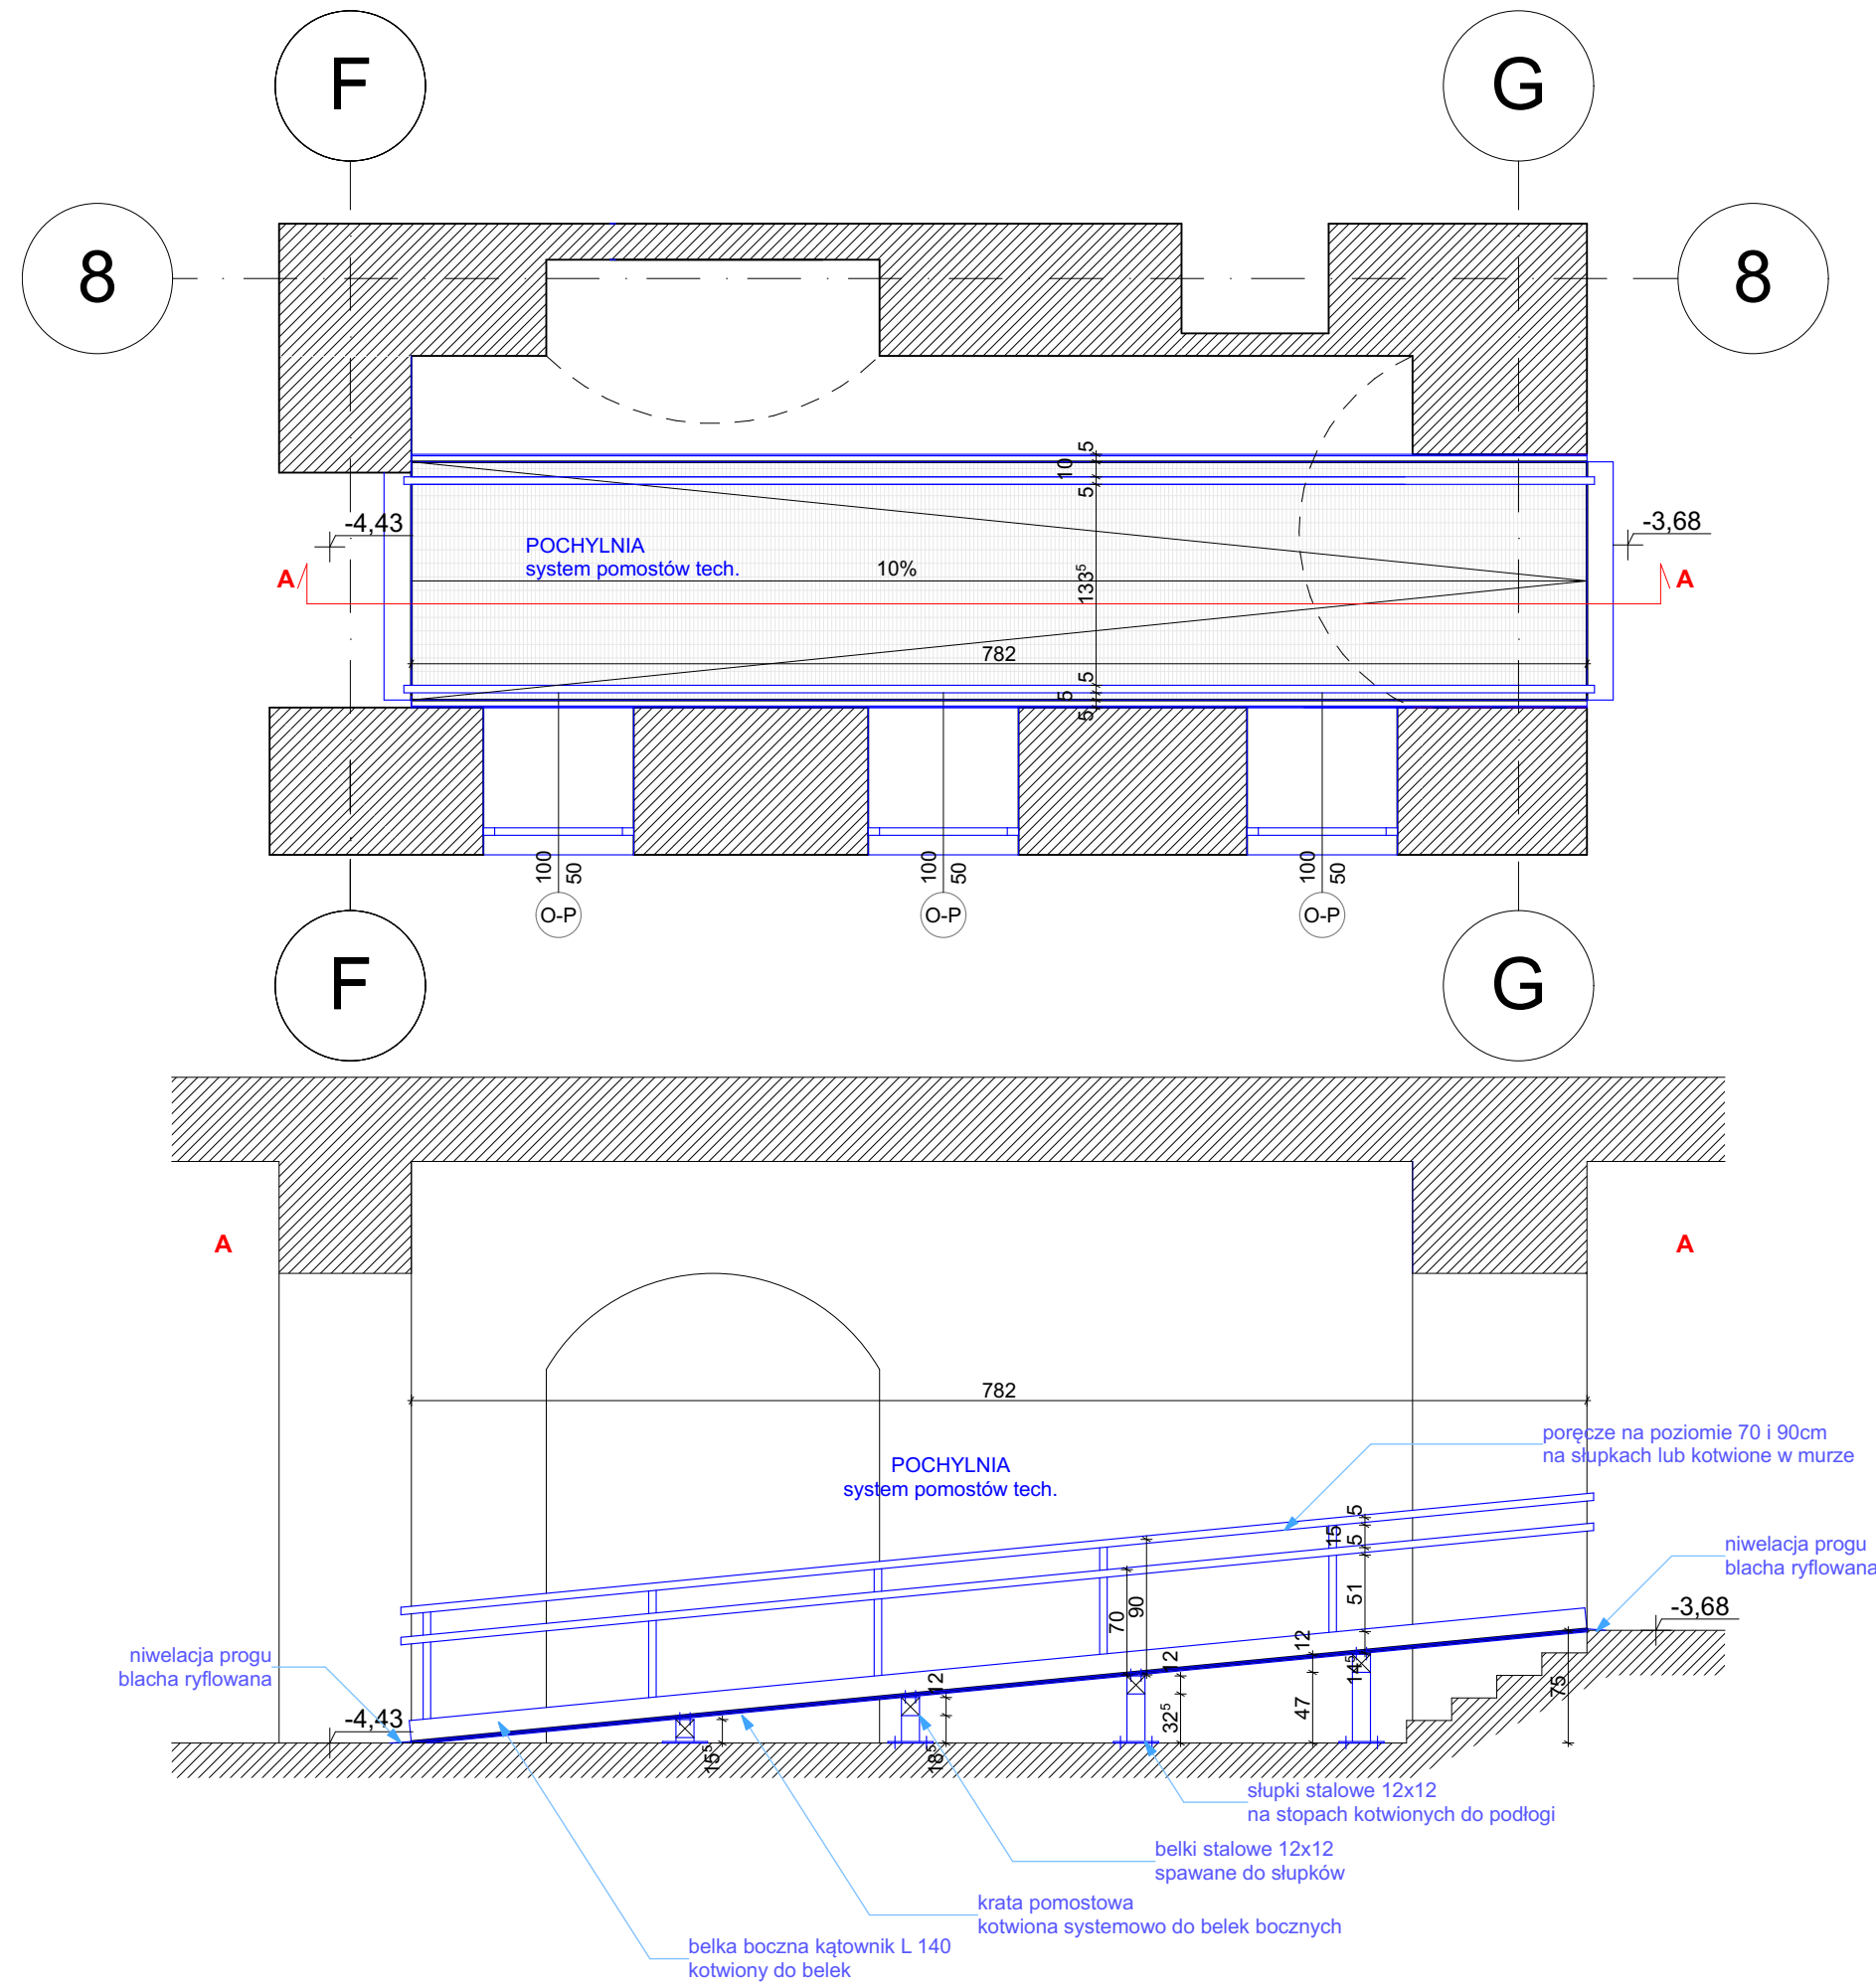 F
G
8
8
5
10
5
-4,43
-3,68
POCHYLNIA
system pomostów tech.
10%
A
A
133⁵
782
5
5
5
100
50
100
50
100
50
O-P
O-P
O-P
F
G
A
A
782
poręcze na poziomie 70 i 90cm
na słupkach lub kotwione w murze
POCHYLNIA
system pomostów tech.
5
15
5
niwelacja progu
blacha ryflowana
51
90
70
-3,68
niwelacja progu
blacha ryflowana
12
12
12
14⁵
75
-4,43
47
32⁵
15⁵
18⁵
słupki stalowe 12x12
na stopach kotwionych do podłogi
belki stalowe 12x12
spawane do słupków
krata pomostowa
kotwiona systemowo do belek bocznych
belka boczna kątownik L 140
kotwiony do belek